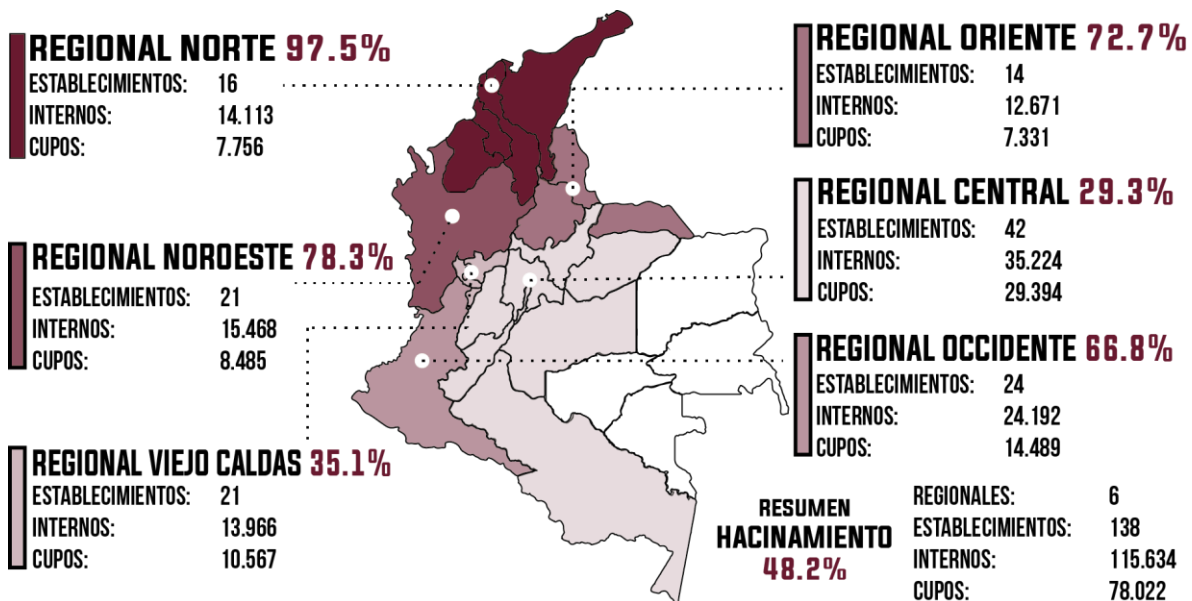 REGIONAL NORTE 97.5%
ESTABLECIMIENTOS: 16
INTERNOS: 14.113
CUPOS: 7.756
REGIONAL NOROESTE 78.3%
ESTABLECIMIENTOS: 21
INTERNOS: 15.468
CUPOS: 8.485
REGIONAL VIEJO CALDAS 35.1%
ESTABLECIMIENTOS: 21
INTERNOS: 13.966
CUPOS: 10.567
REGIONAL ORIENTE 72.7%
ESTABLECIMIENTOS: 14
INTERNOS: 12.671
CUPOS: 7.331
REGIONAL CENTRAL 29.3%
ESTABLECIMIENTOS: 42
INTERNOS: 35.224
CUPOS: 29.394
REGIONAL OCCIDENTE 66.8%
ESTABLECIMIENTOS: 24
INTERNOS: 24.192
CUPOS: 14.489
RESUMEN
HACINAMIENTO
48.2%
REGIONALES: 6
ESTABLECIMIENTOS: 138
INTERNOS: 115.634
CUPOS: 78.022